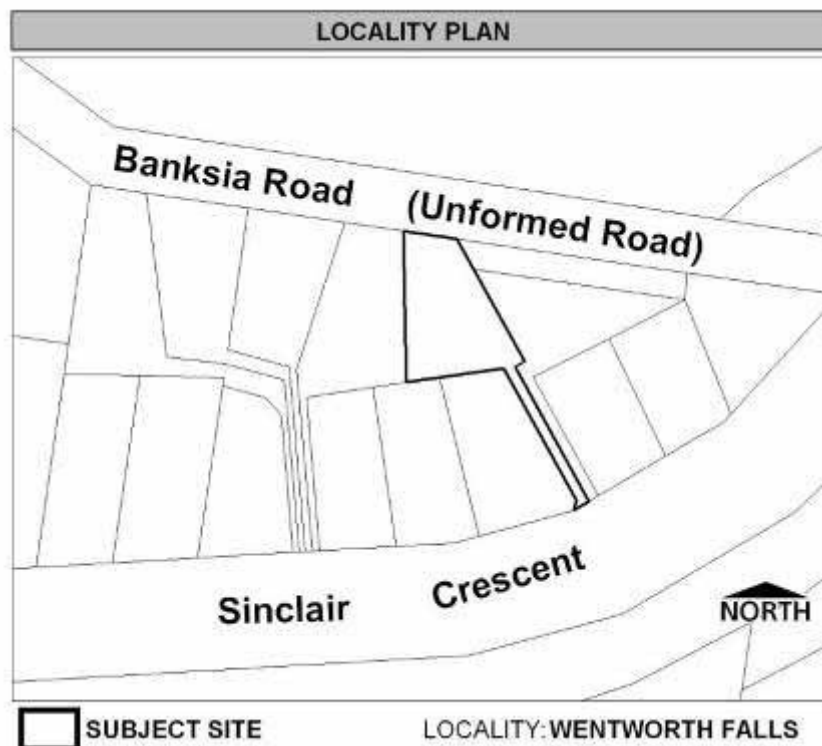 LOCALITY PLAN
Banksia Road (Unformed Road)
Sinclair Crescent
NORTH
SUBJECT SITE
LOCALITY: WENTWORTH FALLS